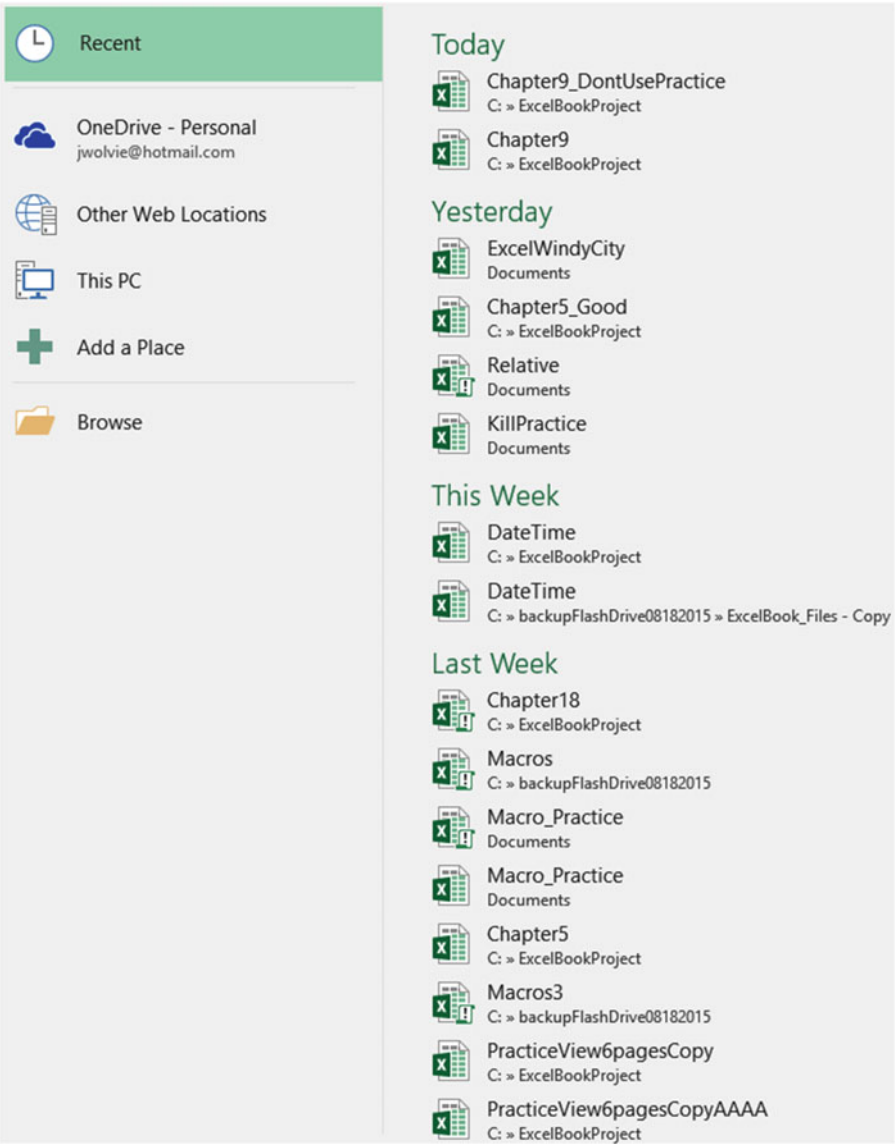 Recent
OneDrive - Personal
jwolvie@hotmail.com
Other Web Locations
This PC
Add a Place
Browse
Today
Chapter9_DontUsePractice
C: » ExcelBookProject
Chapter9
C: » ExcelBookProject
Yesterday
ExcelWindyCity
Documents
Chapter5_Good
C: » ExcelBookProject
Relative
Documents
KillPractice
Documents
This Week
DateTime
C: » ExcelBookProject
DateTime
C: » backupFlashDrive08182015 » ExcelBook_Files - Copy
Last Week
Chapter18
C: » ExcelBookProject
Macros
C: » backupFlashDrive08182015
Macro_Practice
Documents
Macro_Practice
Documents
Chapter5
C: » ExcelBookProject
Macros3
C: » backupFlashDrive08182015
PracticeView6pagesCopy
C: » ExcelBookProject
PracticeView6pagesCopyAAAA
C: » ExcelBookProject